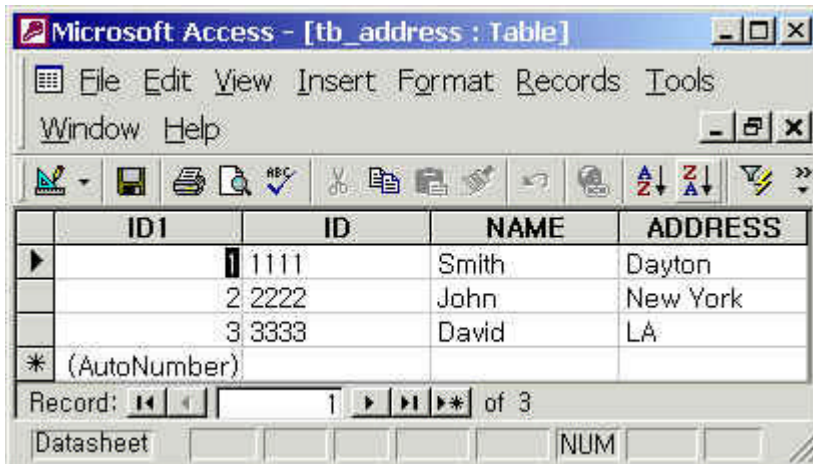 Microsoft Access - [tb_address : Table]
File Edit View Insert Format Records Tools
Window Help
ABC A Z Z A
ID1 ID NAME ADDRESS
1 1111 Smith Dayton
2 2222 John New York
3 3333 David LA
* (AutoNumber)
Record: 1 of 3
Datasheet NUM